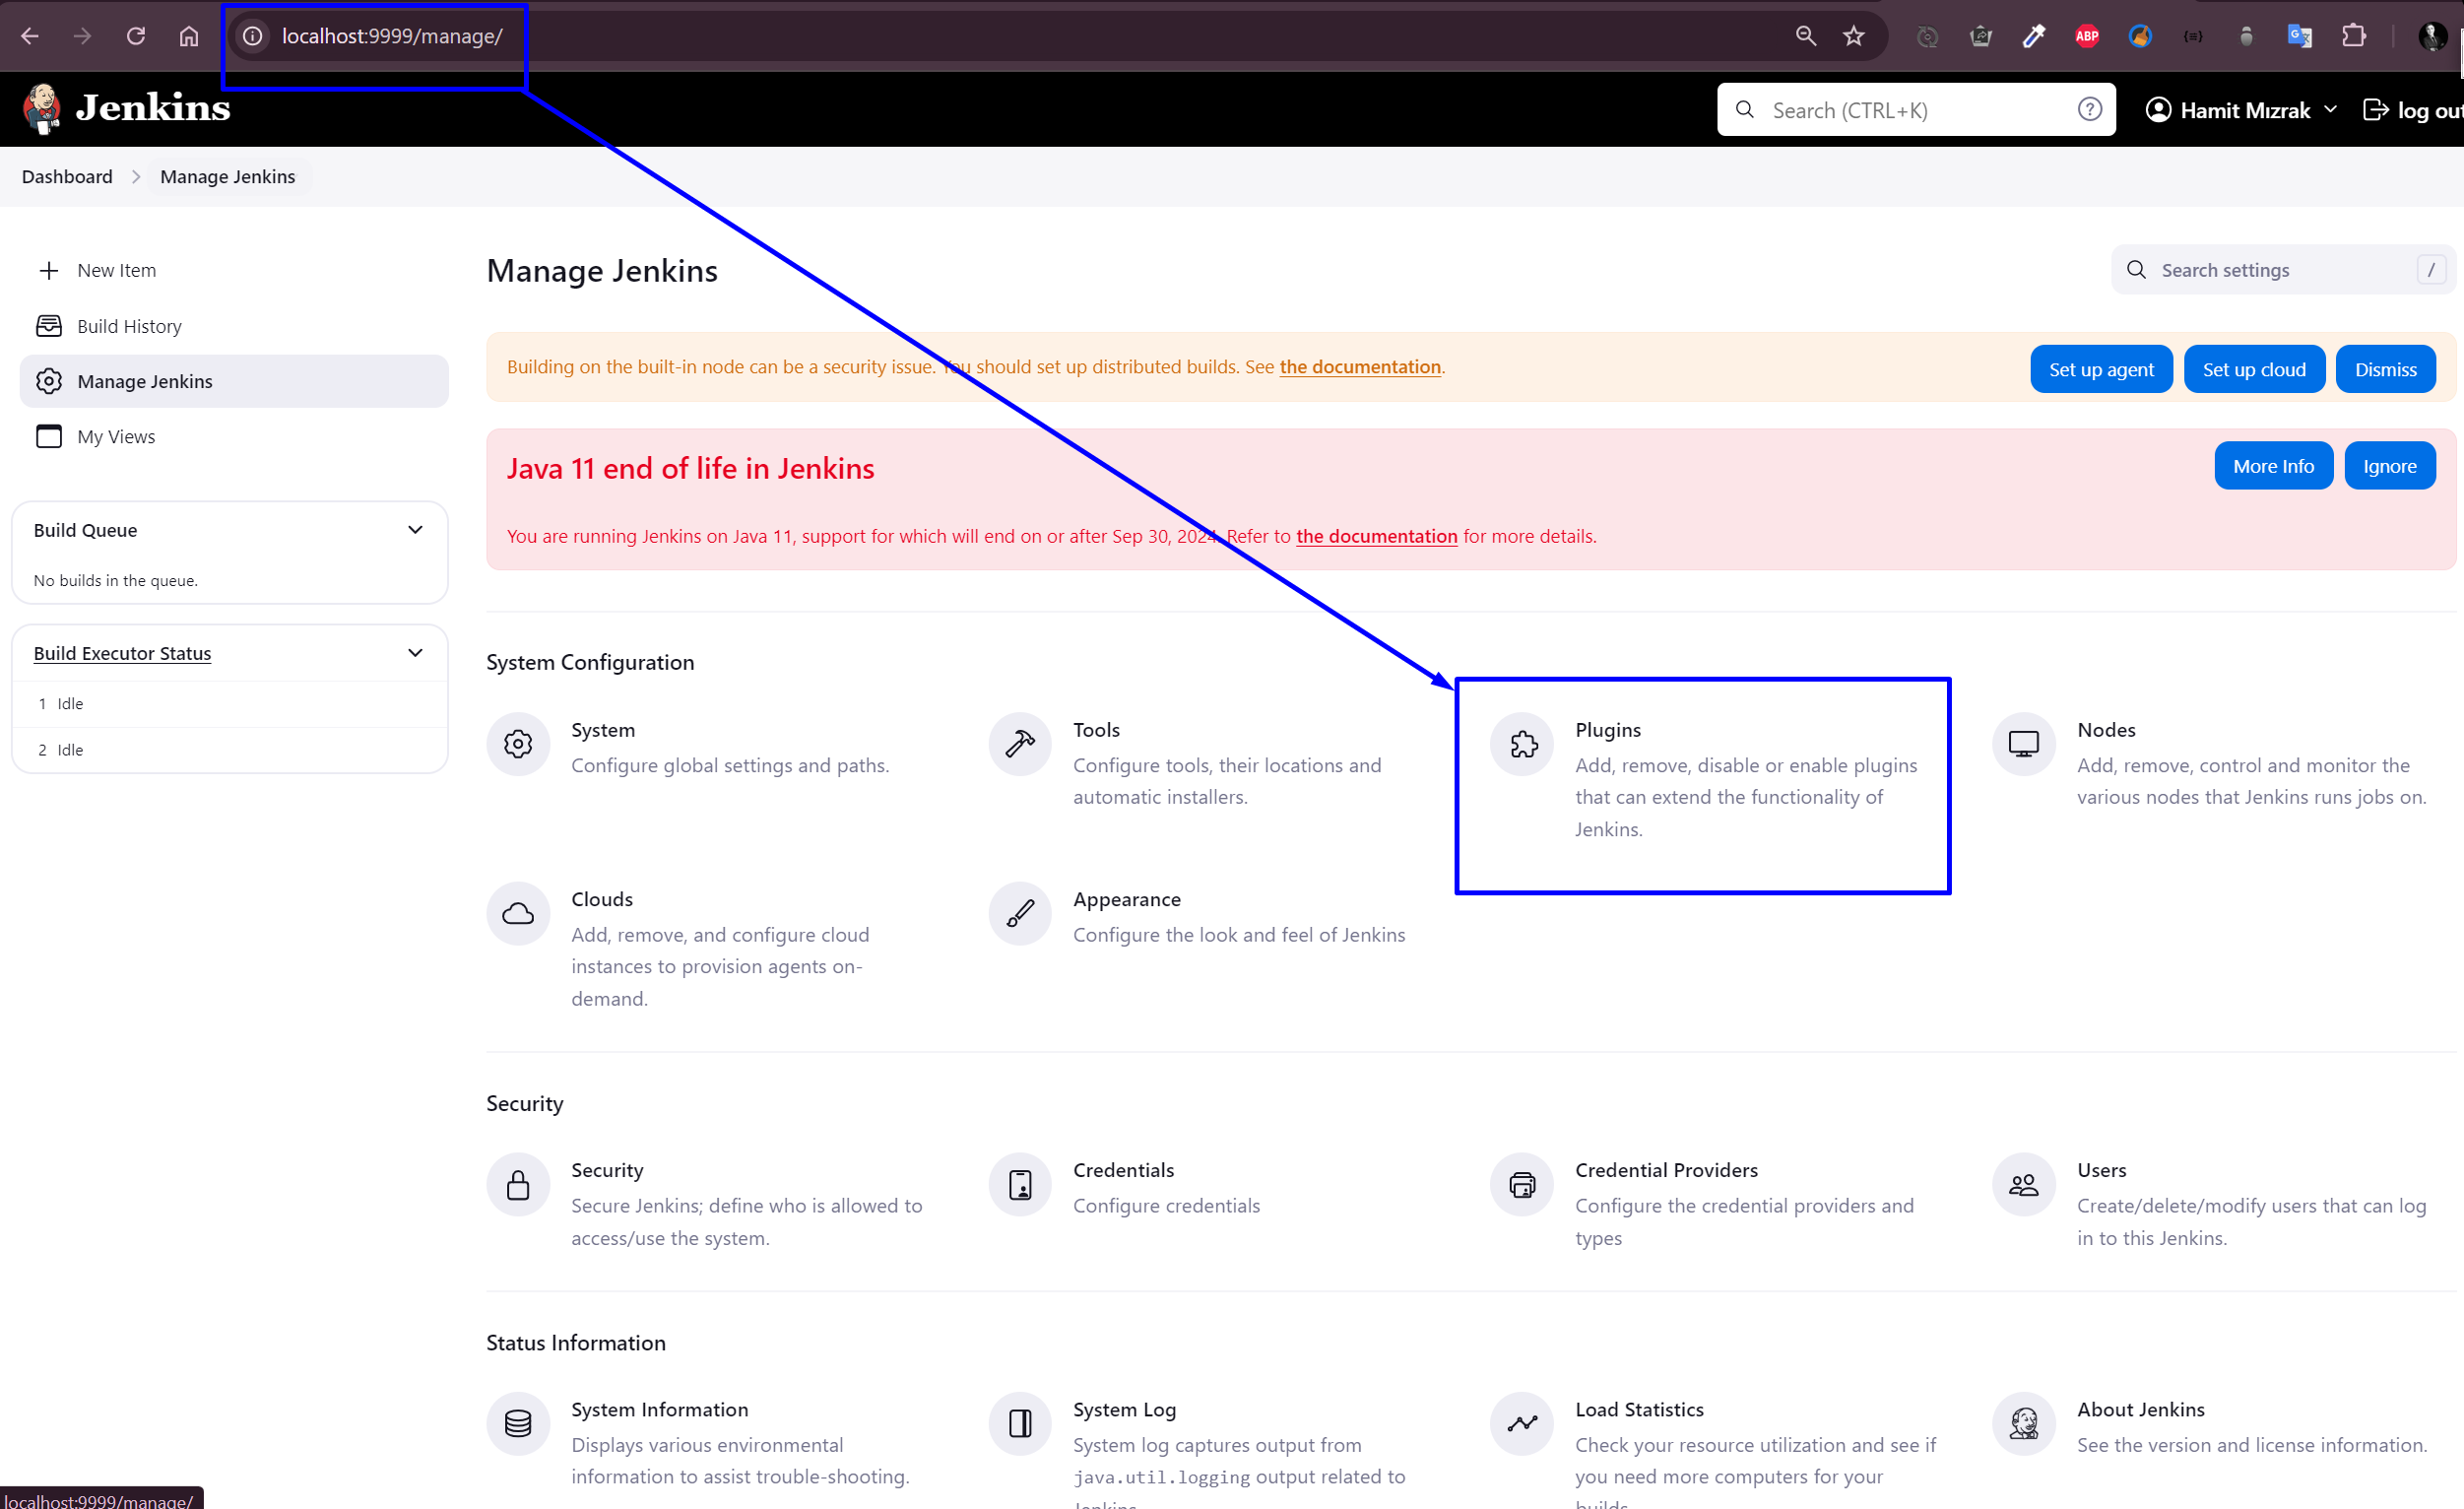 localhost:9999/manage/
ABP
Jenkins
Search (CTRL+K)
Hamit Mızrak
log out
Dashboard
Manage Jenkins
New Item
Build History
Manage Jenkins
My Views
Build Queue
No builds in the queue.
Build Executor Status
1 Idle
2 Idle
Manage Jenkins
Search settings
/
Building on the built-in node can be a security issue. You should set up distributed builds. See the documentation.
Set up agent
Set up cloud
Dismiss
Java 11 end of life in Jenkins
More Info
Ignore
You are running Jenkins on Java 11, support for which will end on or after Sep 30, 2024. Refer to the documentation for more details.
System Configuration
System
Configure global settings and paths.
Tools
Configure tools, their locations and
automatic installers.
Plugins
Add, remove, disable or enable plugins
that can extend the functionality of
Jenkins.
Nodes
Add, remove, control and monitor the
various nodes that Jenkins runs jobs on.
Clouds
Add, remove, and configure cloud
instances to provision agents on-
demand.
Appearance
Configure the look and feel of Jenkins
Security
Security
Secure Jenkins; define who is allowed to
access/use the system.
Credentials
Configure credentials
Credential Providers
Configure the credential providers and
types
Users
Create/delete/modify users that can log
in to this Jenkins.
Status Information
System Information
Displays various environmental
information to assist trouble-shooting.
System Log
System log captures output from
java.util.logging output related to
Jenkins
Load Statistics
Check your resource utilization and see if
you need more computers for your
builds.
About Jenkins
See the version and license information.
localhost:9999/manage/